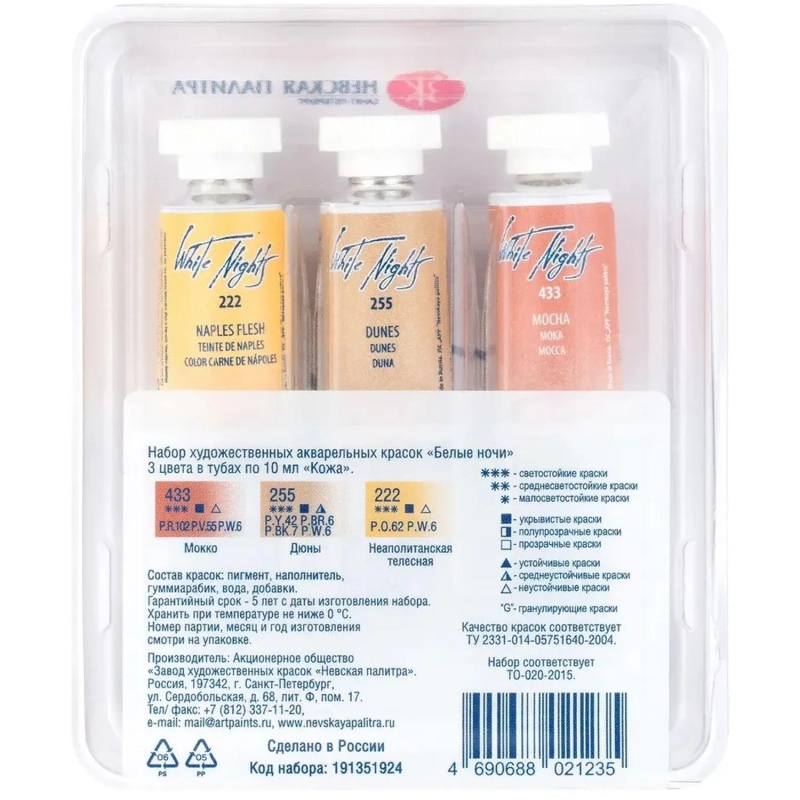 НЕВСКАЯ ПАЛИТРА
САНКТ-ПЕТЕРБУРГ
White Nights
222
NAPLES FLESH
TEINTE DE NAPLES
COLOR CARNE DE NÁPOLES
White Nights
255
DUNES
DUNES
DUNA
White Nights
433
MOCHA
MOKA
MOCCA
Набор художественных акварельных красок «Белые ночи»
3 цвета в тубах по 10 мл «Кожа».
433
*** ■ △
P.R.102 P.V.55 P.W.6
Мокко
255
*** ■ ◮
P.Y.42 P.BR.6
P.BK.7 P.W.6
Дюны
222
** ■ △
P.O.62 P.W.6
Неаполитанская
телесная
*** - светостойкие краски
** - среднесветостойкие краски
* - малосветостойкие краски
■ - укрывистые краски
◨ - полупрозрачные краски
□ - прозрачные краски
▲ - устойчивые краски
◮ - среднеустойчивые краски
△ - неустойчивые краски
"G"- гранулирующие краски
Состав красок: пигмент, наполнитель,
гуммиарабик, вода, добавки.
Гарантийный срок - 5 лет с даты изготовления набора.
Хранить при температуре не ниже 0 °С.
Номер партии, месяц и год изготовления
смотри на упаковке.
Качество красок соответствует
ТУ 2331-014-05751640-2004.
Набор соответствует
ТО-020-2015.
Производитель: Акционерное общество
«Завод художественных красок «Невская палитра».
Россия, 197342, г. Санкт-Петербург,
ул. Сердобольская, д. 68, лит. Ф, пом. 17.
Тел/ факс: +7 (812) 337-11-20,
e-mail: mail@artpaints.ru, www.nevskayapalitra.ru
06
PS
05
PP
Сделано в России
Код набора: 191351924
4 690688 021235